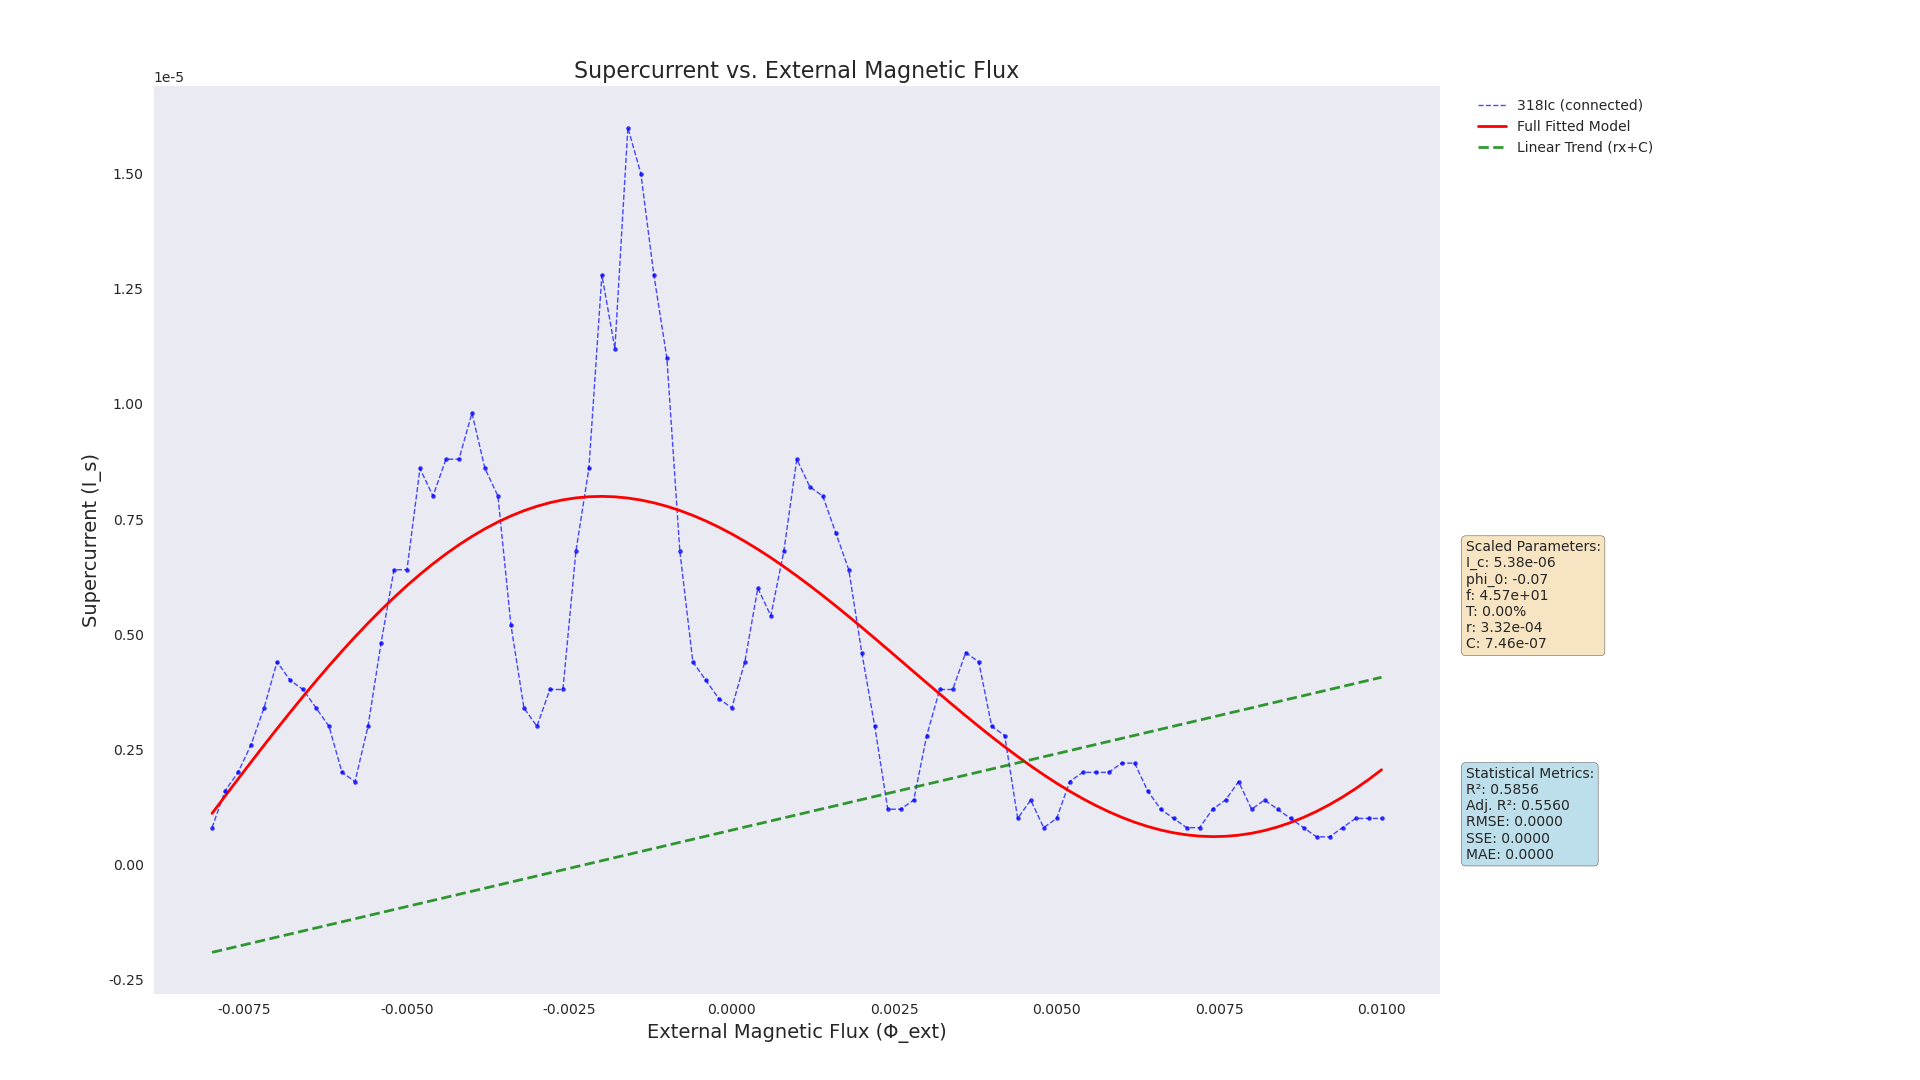 Supercurrent vs. External Magnetic Flux
1e-5
318Ic (connected)
Full Fitted Model
Linear Trend (rx+C)
1.50
1.25
1.00
0.75
0.50
0.25
0.00
-0.25
Supercurrent (I_s)
-0.0075
-0.0050
-0.0025
0.0000
0.0025
0.0050
0.0075
0.0100
External Magnetic Flux (Φ_ext)
Scaled Parameters:
I_c: 5.38e-06
phi_0: -0.07
f: 4.57e+01
T: 0.00%
r: 3.32e-04
C: 7.46e-07
Statistical Metrics:
R²: 0.5856
Adj. R²: 0.5560
RMSE: 0.0000
SSE: 0.0000
MAE: 0.0000